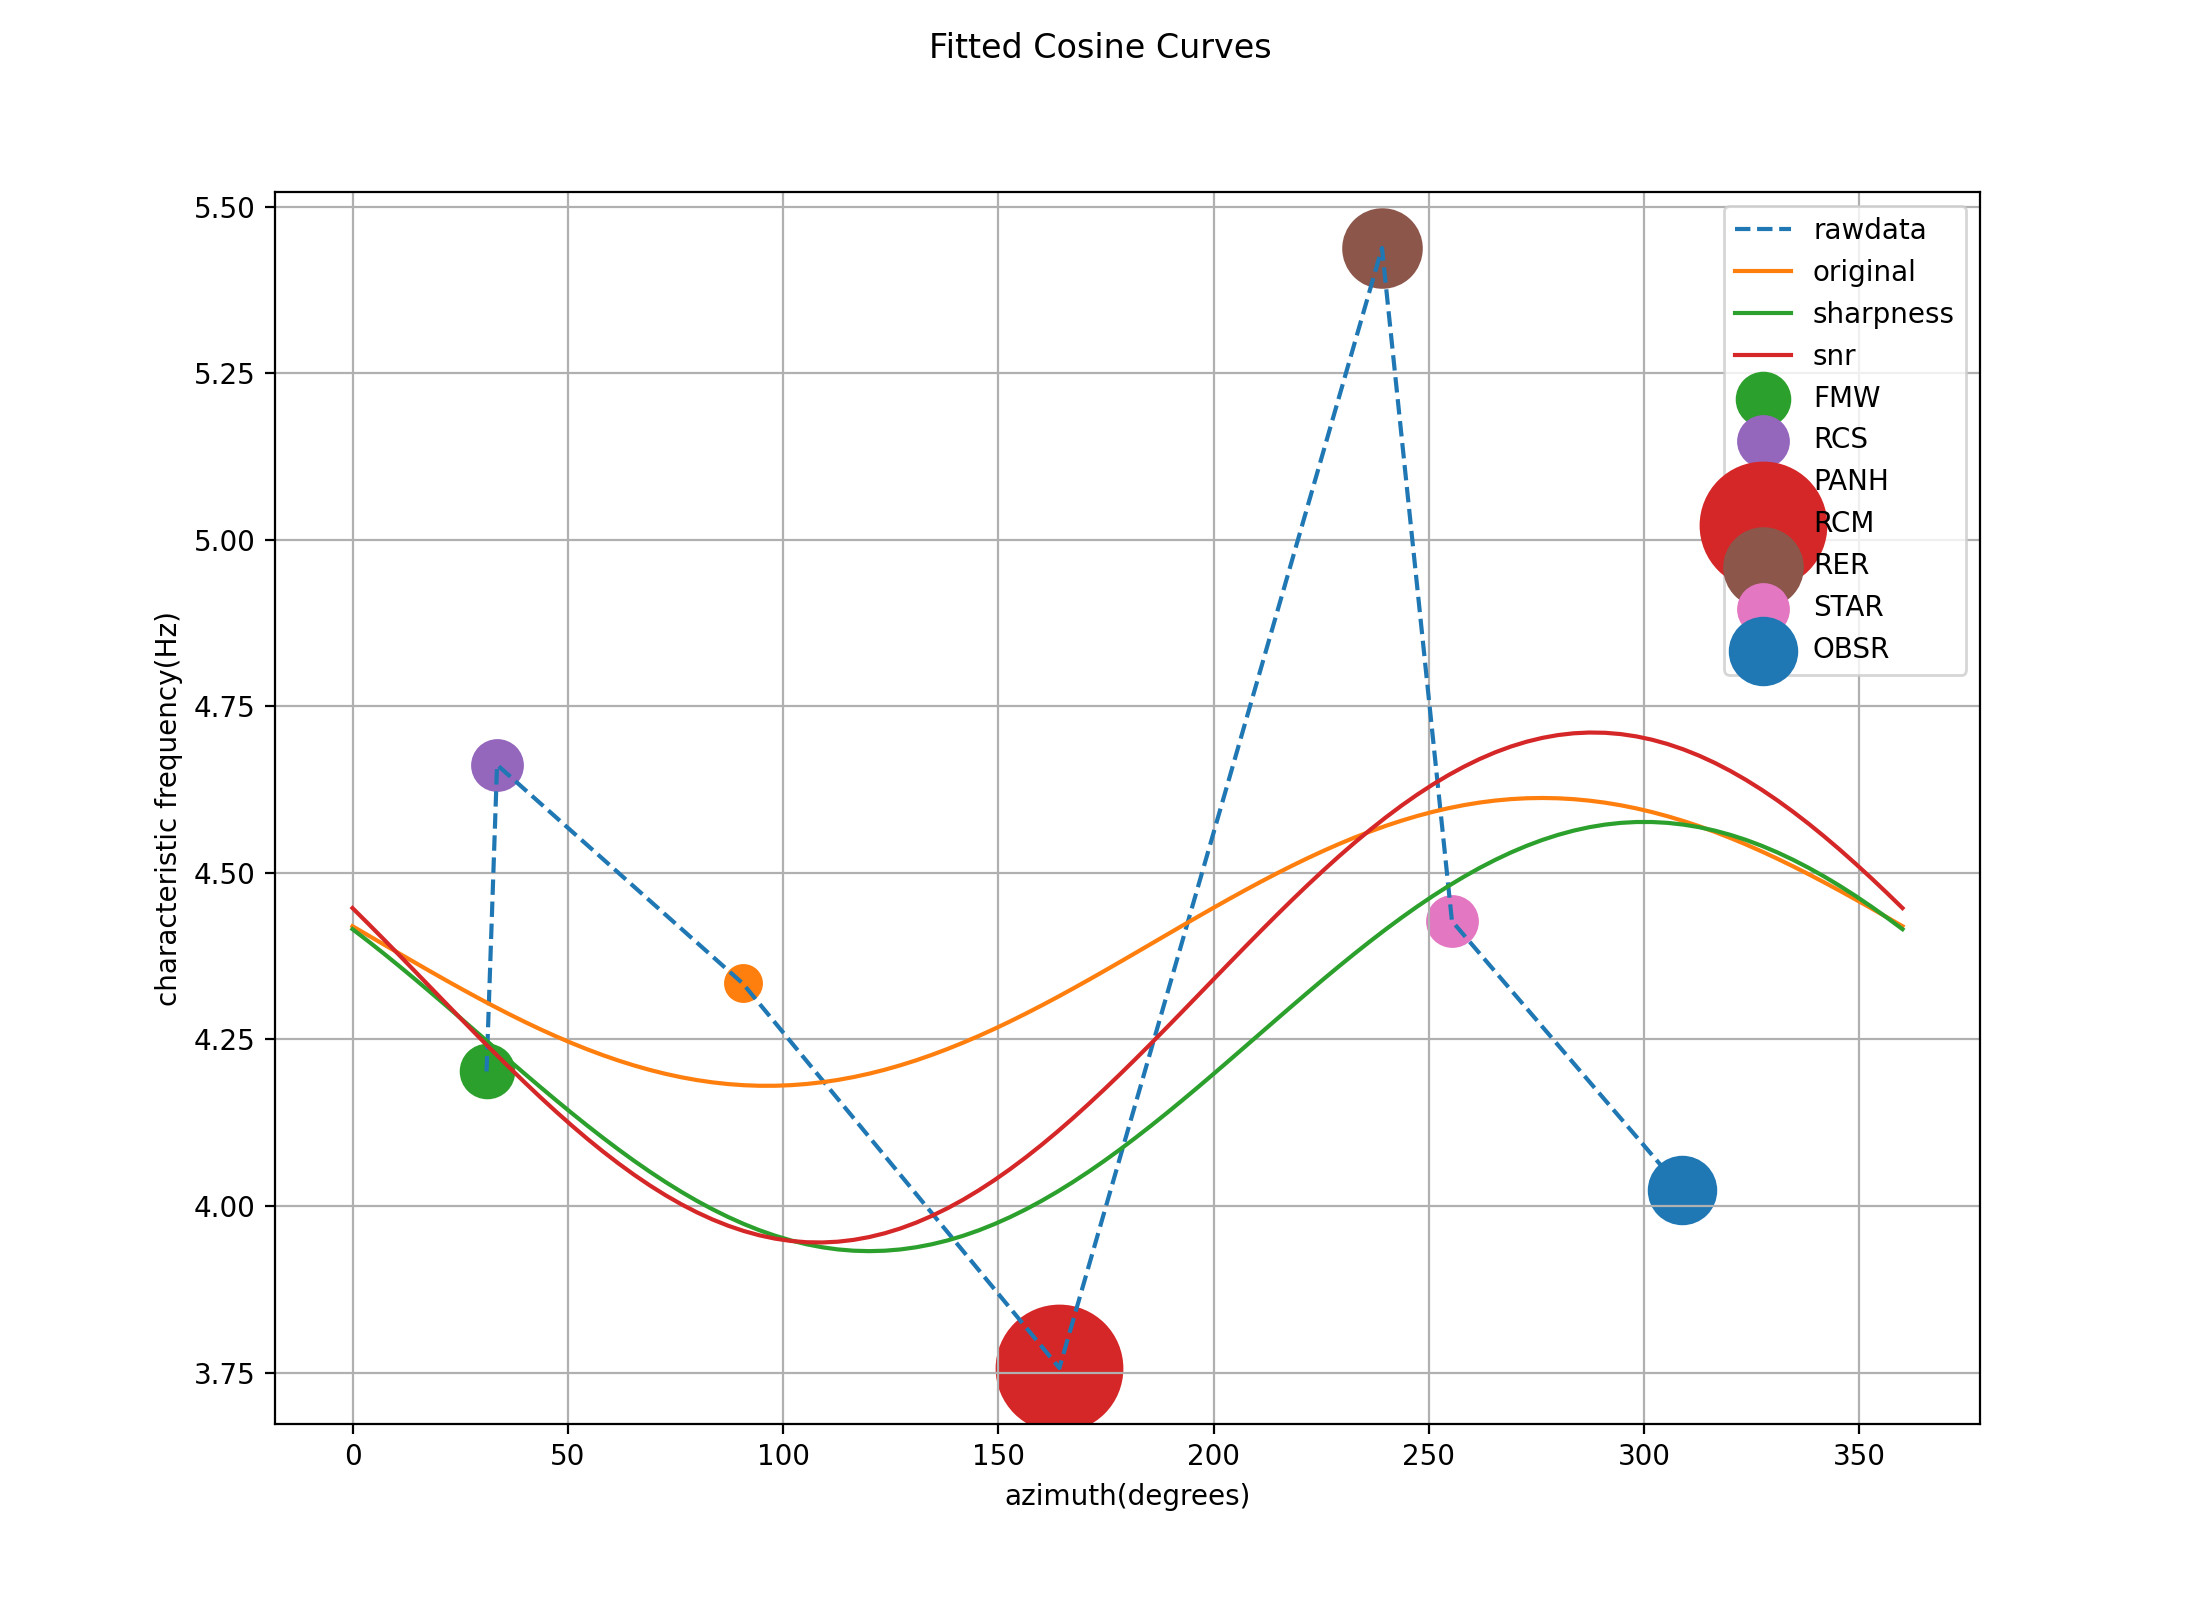 Fitted Cosine Curves
5.50
5.25
5.00
4.75
4.50
4.25
4.00
3.75
characteristic frequency(Hz)
rawdata
original
sharpness
snr
FMW
RCS
PANH
RCM
RER
STAR
OBSR
0 50 100 150 200 250 300 350
azimuth(degrees)